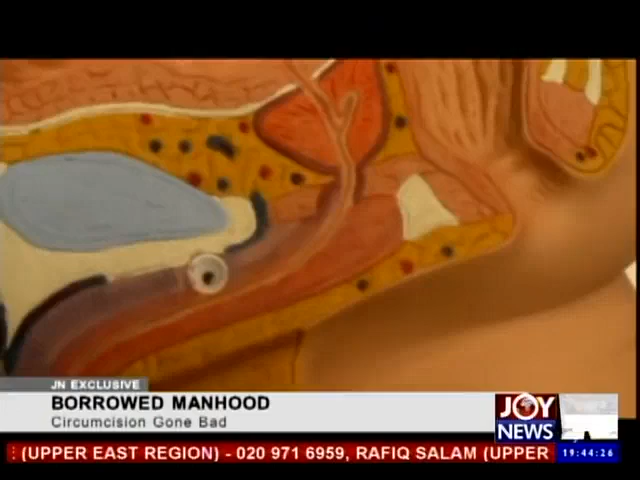 JN EXCLUSIVE
BORROWED MANHOOD
Circumcision Gone Bad
JOY
NEWS
: (UPPER EAST REGION) - 020 971 6959, RAFIQ SALAM (UPPER
19:44:26